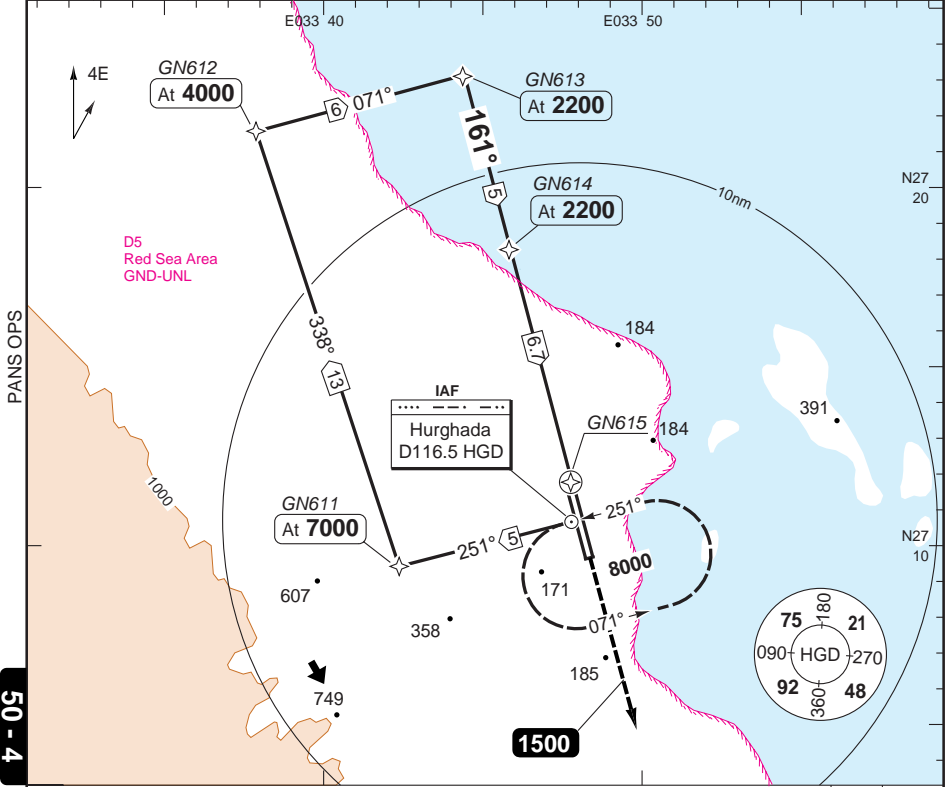 E033 40
E033 50
4E
GN612
At 4000
6
071°
GN613
At 2200
161°
5
GN614
At 2200
N27
20
10nm
D5
Red Sea Area
GND-UNL
PANS OPS
338°
13
6.7
184
IAF
Hurghada
D116.5 HGD
GN615
184
391
1000
GN611
At 7000
251°
5
251°
N27
10
8000
171
071°
607
358
185
749
1500
75
180
21
090
HGD
270
92
360
48
50 - 4